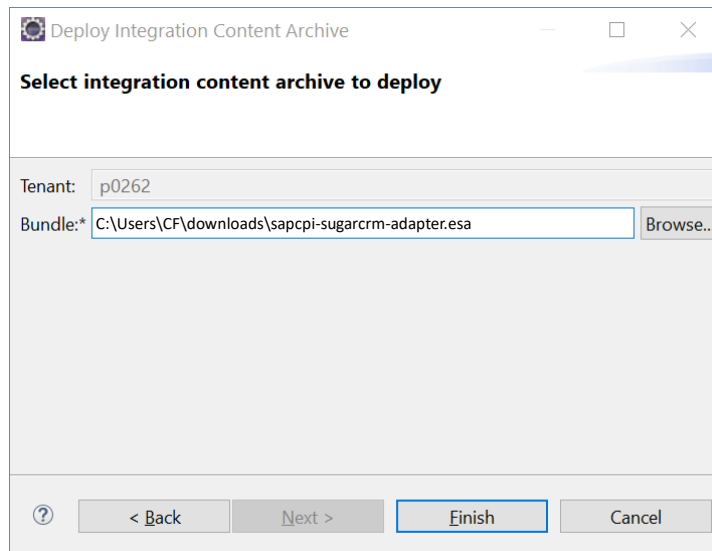 Deploy Integration Content Archive
Select integration content archive to deploy
Tenant: p0262
Bundle:* C:\Users\CF\downloads\sapcpi-sugarcrm-adapter.esa Browse..
? < Back Next > Finish Cancel